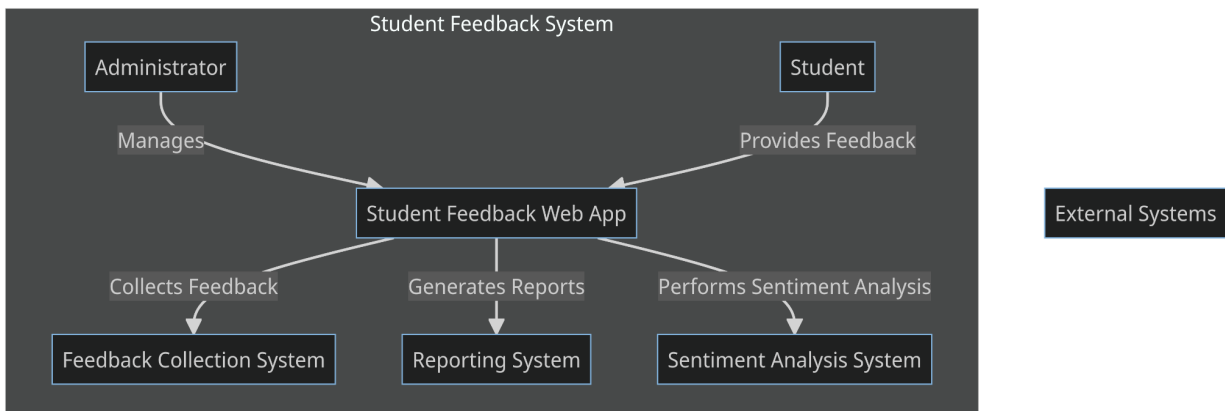 Student Feedback System
Administrator
Student
Manages
Provides Feedback
Student Feedback Web App
External Systems
Collects Feedback
Generates Reports
Performs Sentiment Analysis
Feedback Collection System
Reporting System
Sentiment Analysis System